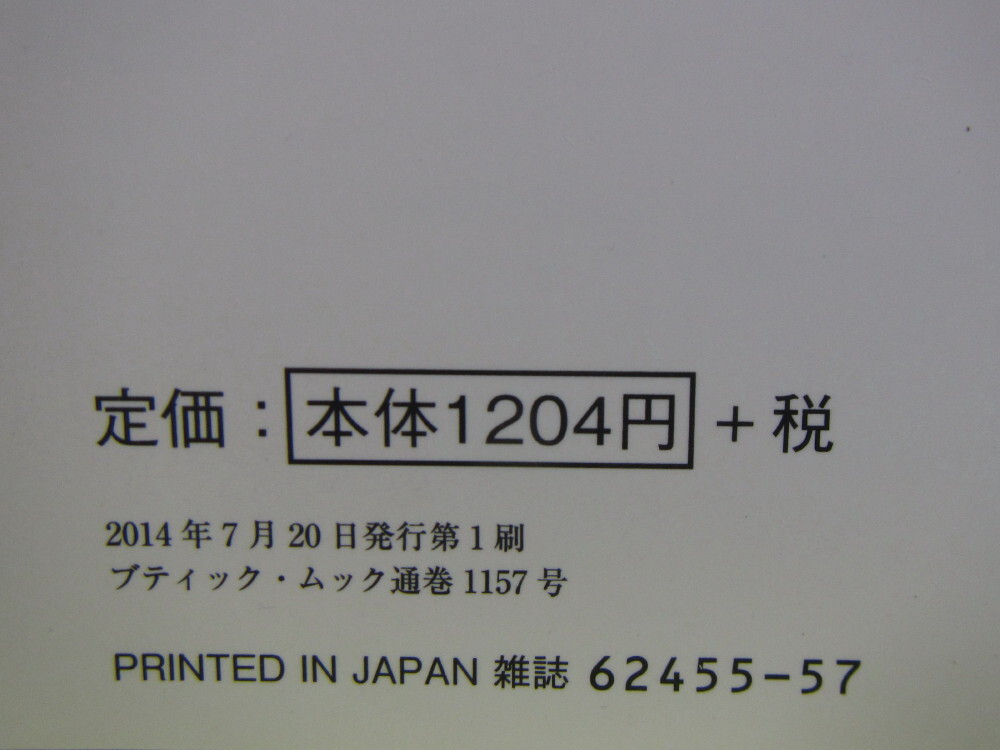 定価：本体1204円＋税
2014年7月20日発行第1刷
ブティック・ムック通巻1157号
PRINTED IN JAPAN 雑誌 62455-57